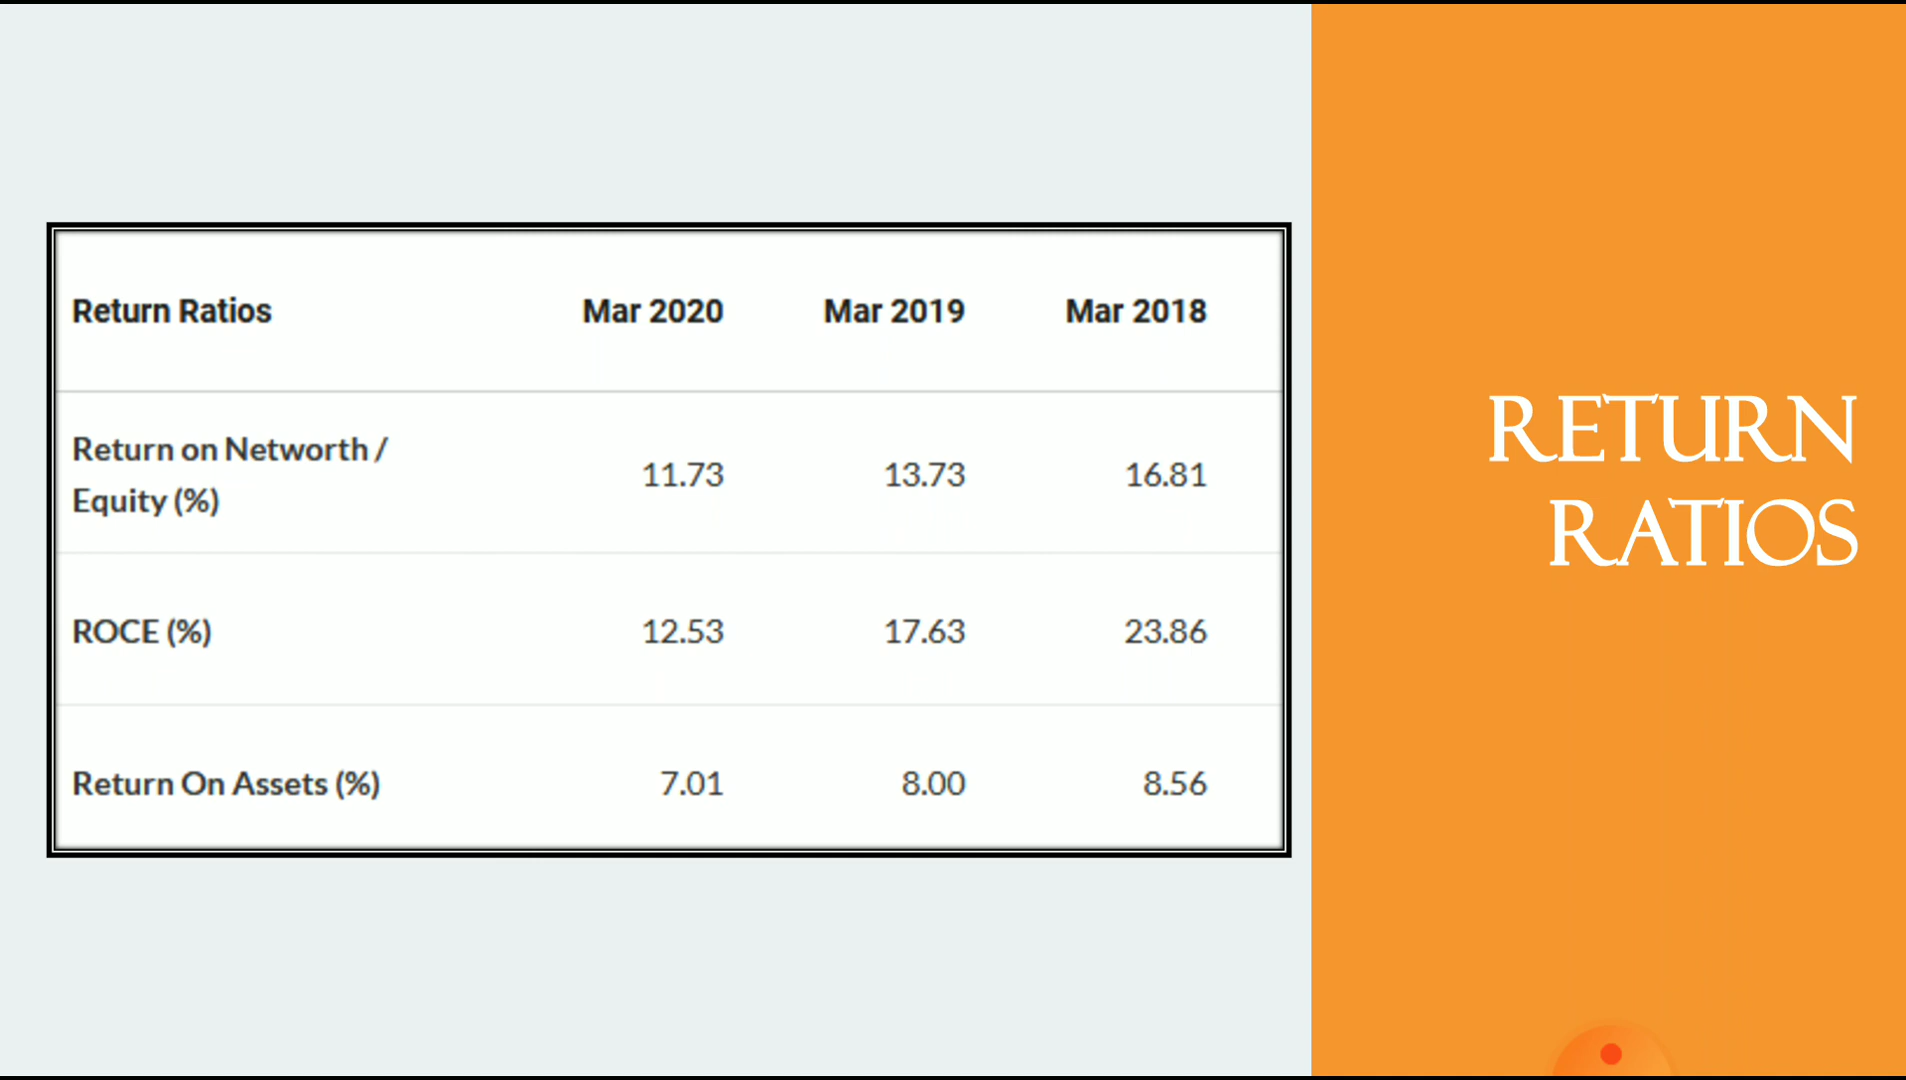 Return Ratios Mar 2020 Mar 2019 Mar 2018
Return on Networth /
Equity (%) 11.73 13.73 16.81
ROCE (%) 12.53 17.63 23.86
Return On Assets (%) 7.01 8.00 8.56
RETURN
RATIOS